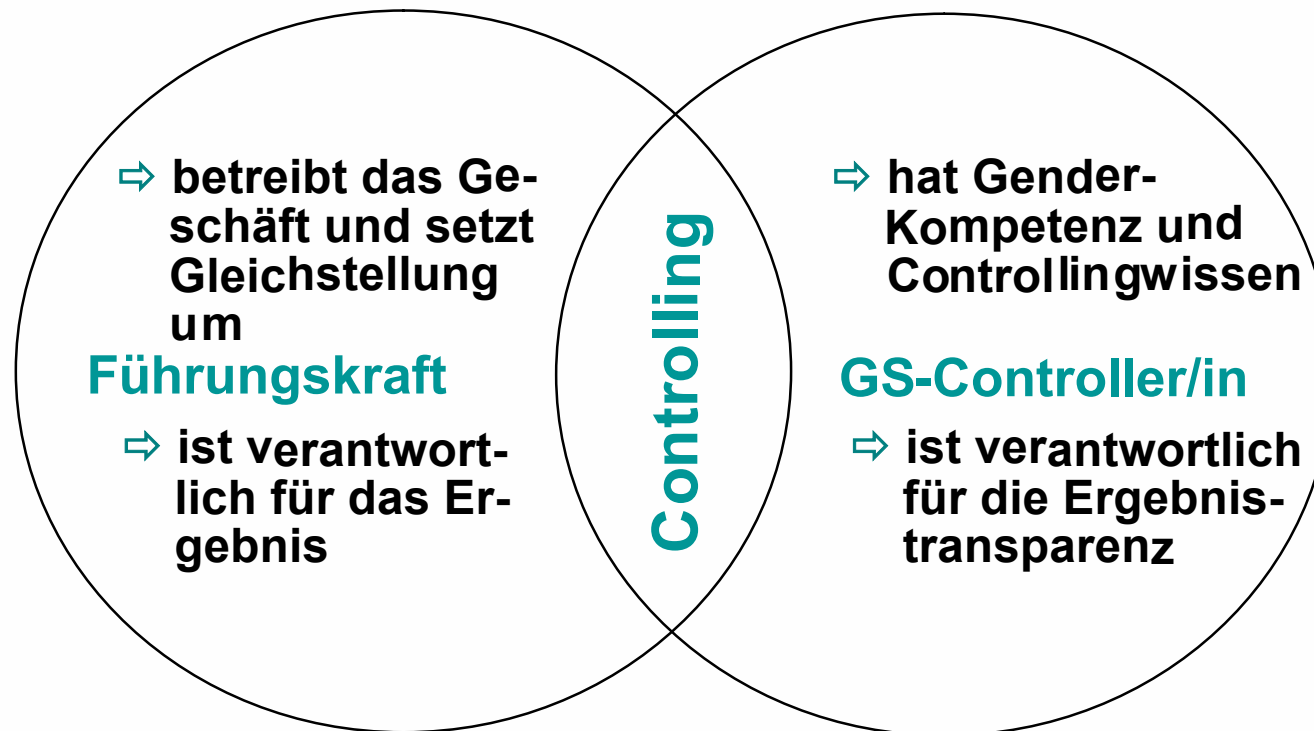 ⇨ betreibt das Ge-
schäft und setzt
Gleichstellung
um
Führungskraft
⇨ ist verantwort-
lich für das Er-
gebnis
Controlling
⇨ hat Gender-
Kompetenz und
Controllingwissen
GS-Controller/in
⇨ ist verantwortlich
für die Ergebnis-
transparenz